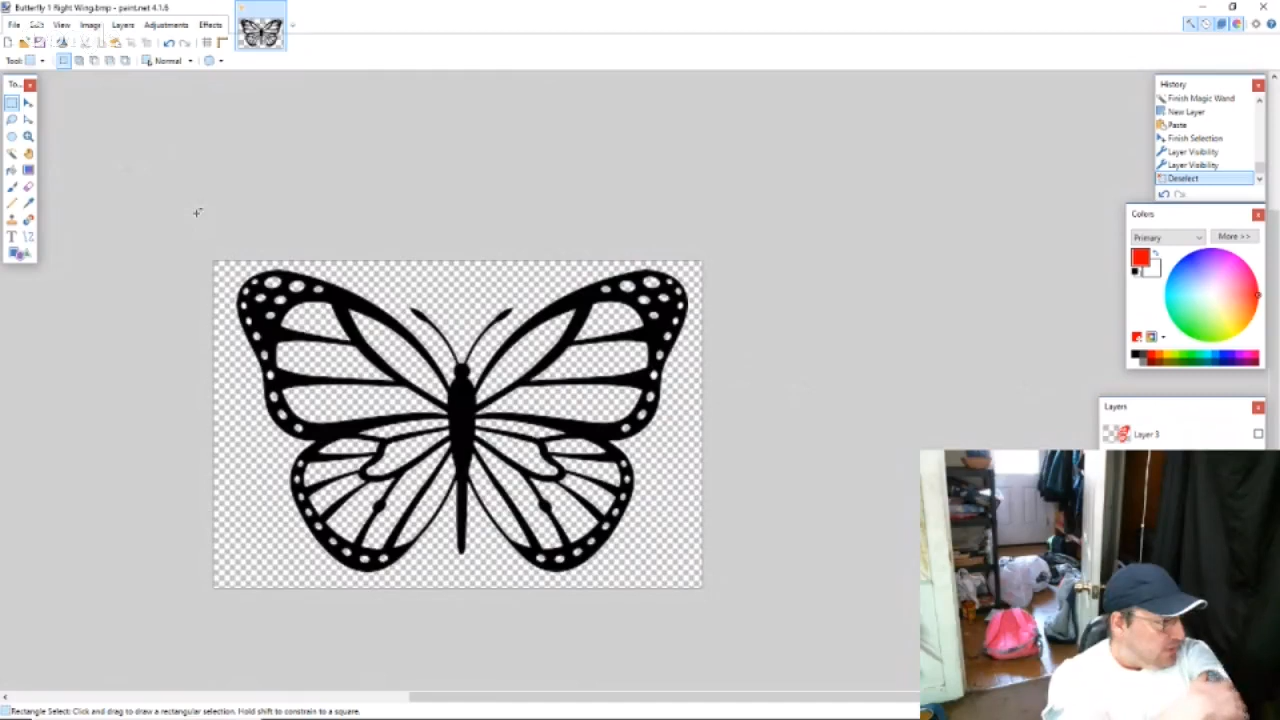 Butterfly 1 Right Wing.bmp - paint.net 4.1.6
File Edit View Image Layers Adjustments Effects
Tool: Normal
To...
History
Finish Magic Wand
New Layer
Paste
Finish Selection
Layer Visibility
Layer Visibility
Deselect
Colors
Primary More >>
Layers
Layer 3
Rectangle Select: Click and drag to draw a rectangular selection. Hold shift to constrain to a square.